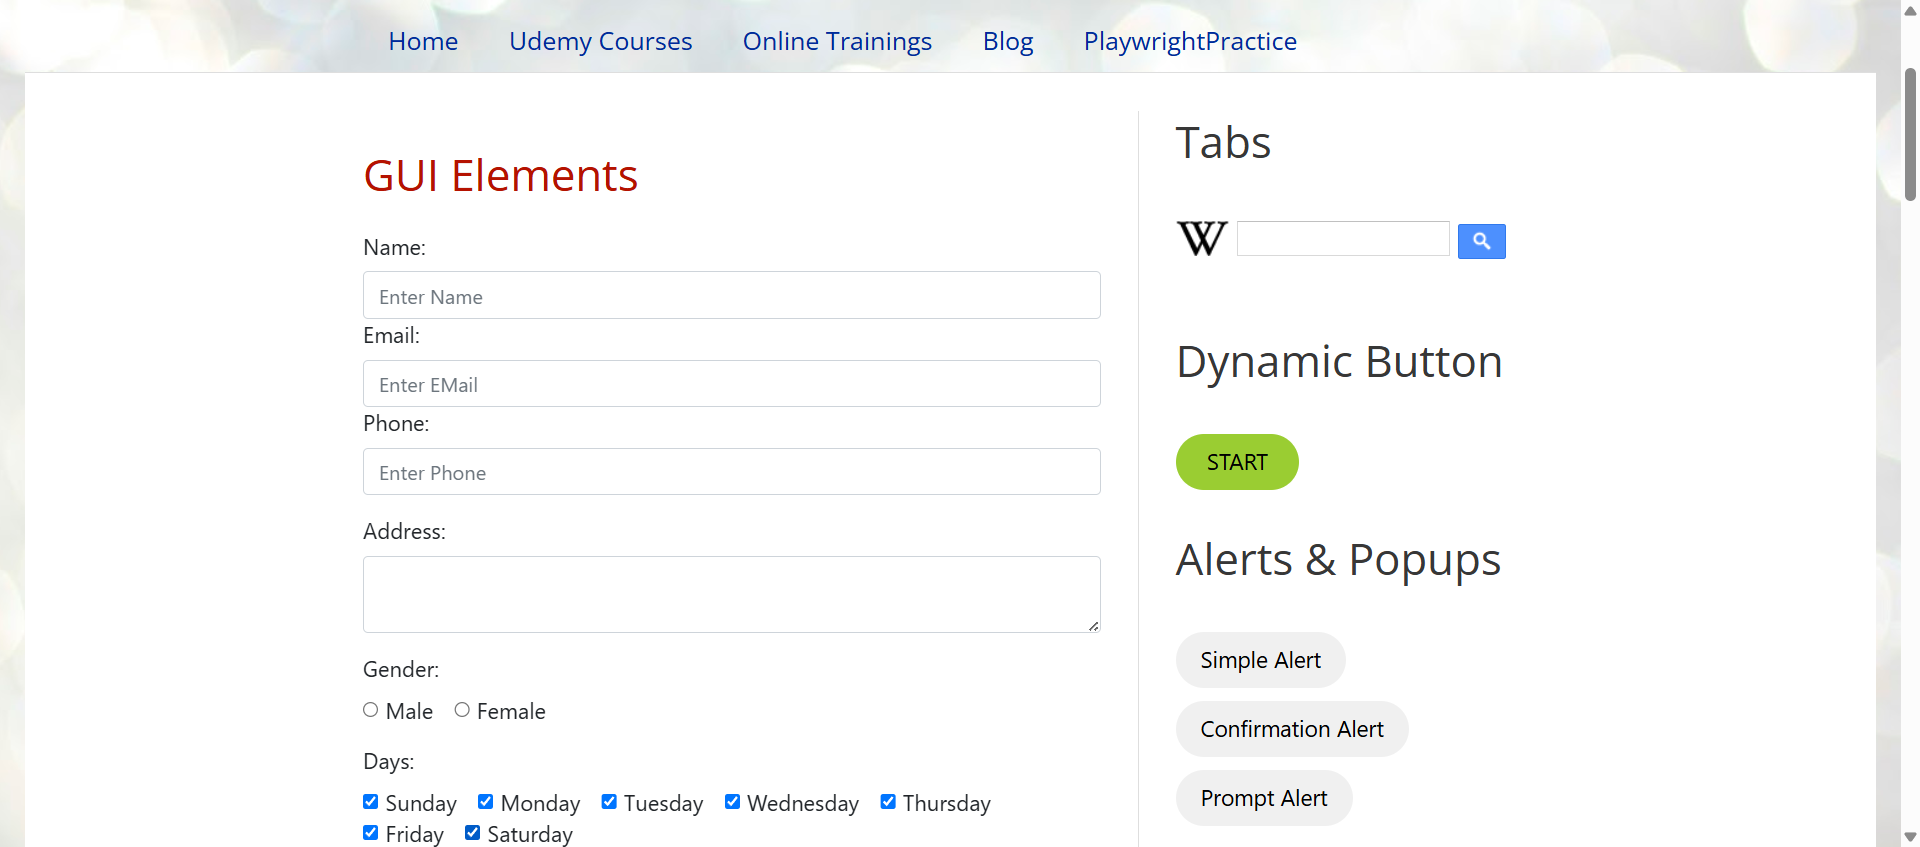 Home Udemy Courses Online Trainings Blog PlaywrightPractice
GUI Elements
Name:
Enter Name
Email:
Enter EMail
Phone:
Enter Phone
Address:
Gender:
Male Female
Days:
Sunday Monday Tuesday Wednesday Thursday
Friday Saturday
Tabs
W
Dynamic Button
START
Alerts & Popups
Simple Alert
Confirmation Alert
Prompt Alert